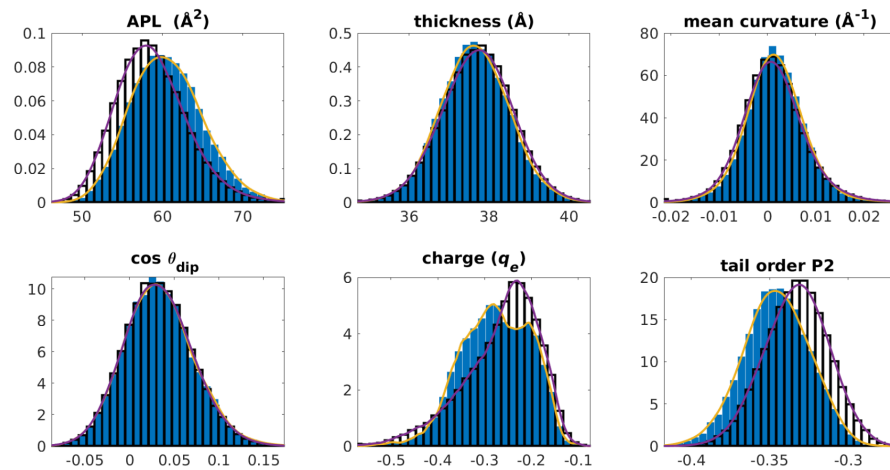 APL (Å²)
0.1
0.08
0.06
0.04
0.02
0
50 60 70
thickness (Å)
0.5
0.4
0.3
0.2
0.1
0
36 38 40
mean curvature (Å⁻¹)
80
60
40
20
0
-0.02 -0.01 0 0.01 0.02
cos θ_dip
10
8
6
4
2
0
-0.05 0 0.05 0.1 0.15
charge (q_e)
6
4
2
0
-0.5 -0.4 -0.3 -0.2 -0.1
tail order P2
20
15
10
5
0
-0.4 -0.35 -0.3